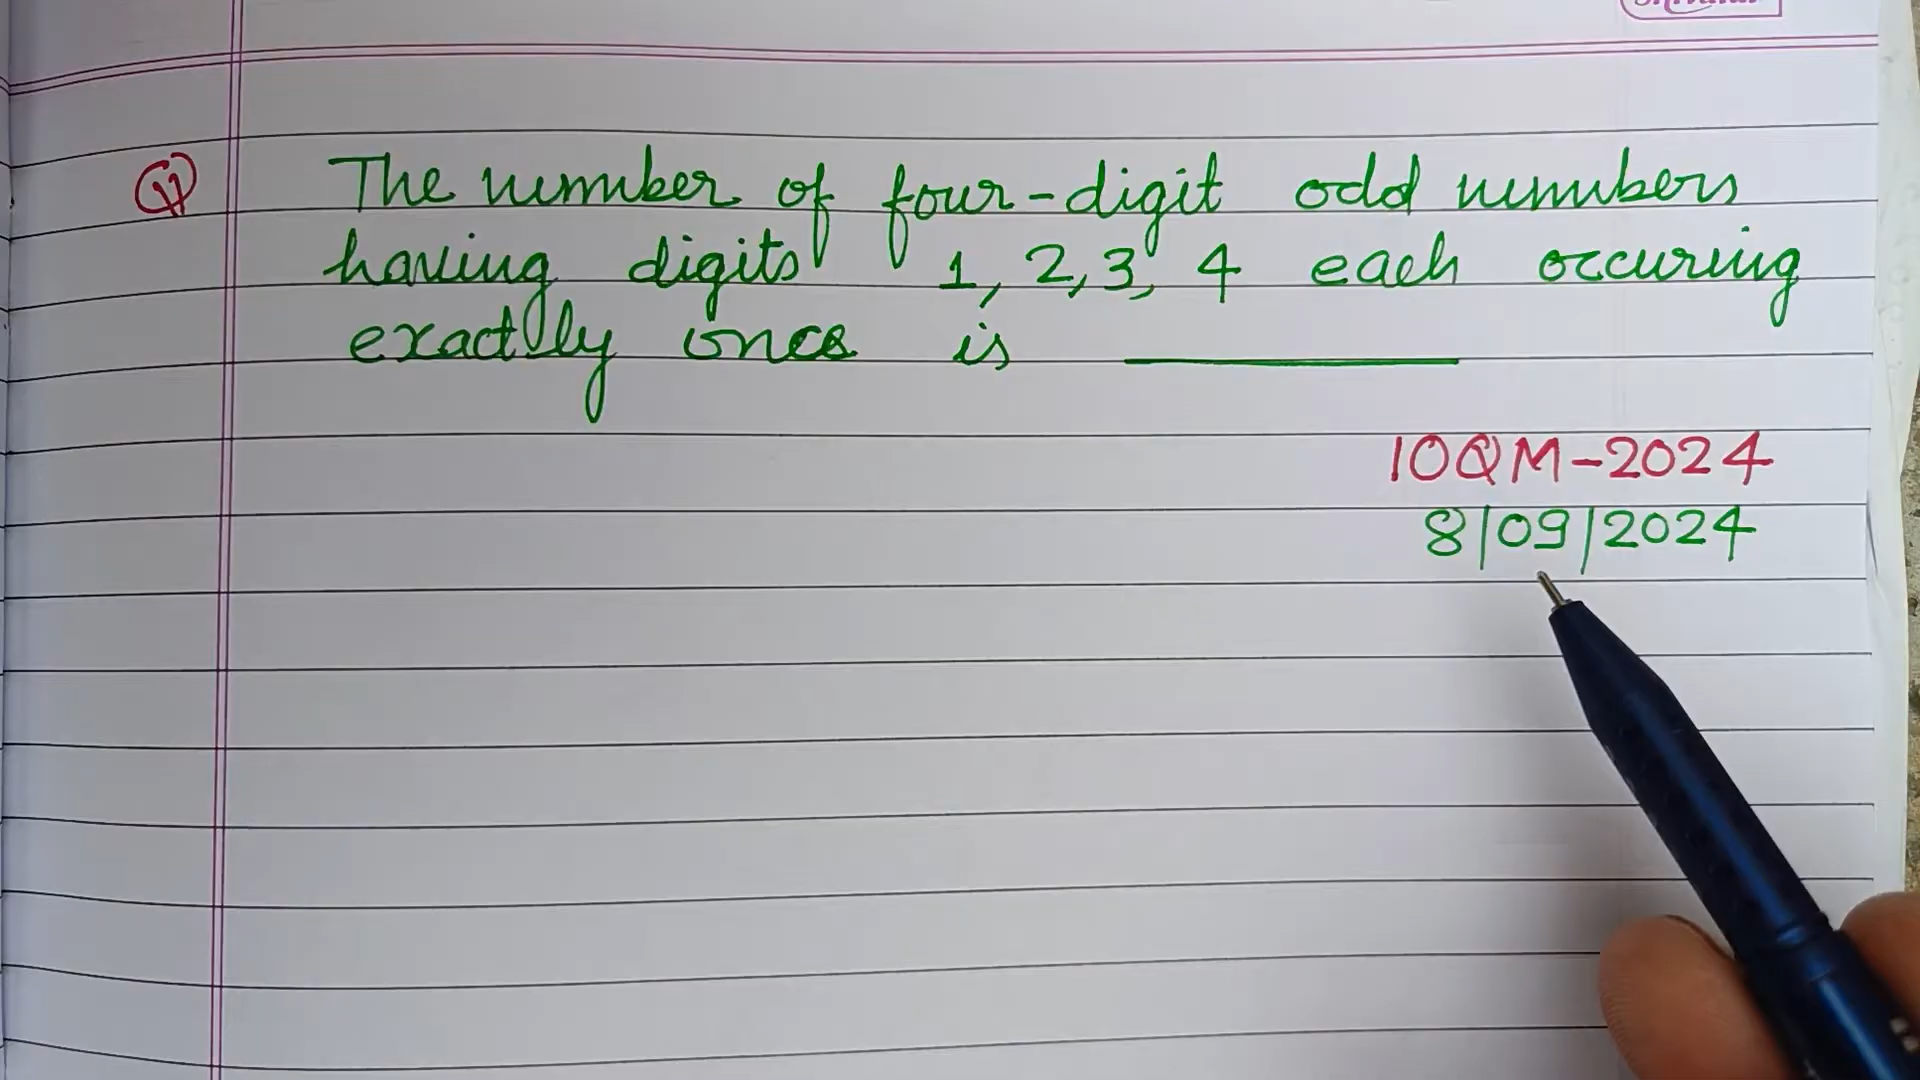 Q The number of four-digit odd numbers
having digits 1, 2, 3, 4 each occuring
exactly once is
IOQM-2024
8/09/2024